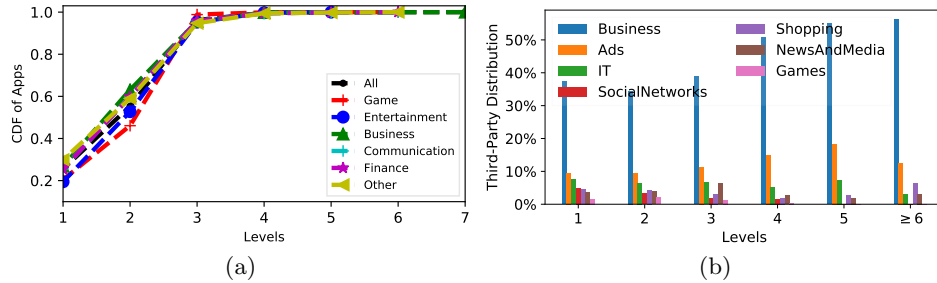 CDF of Apps
1.0
0.8
0.6
0.4
0.2
1 2 3 4 5 6 7
Levels
All
Game
Entertainment
Business
Communication
Finance
Other
(a)
Third-Party Distribution
50%
40%
30%
20%
10%
0%
1 2 3 4 5 ≥ 6
Levels
Business
Ads
IT
SocialNetworks
Shopping
NewsAndMedia
Games
(b)